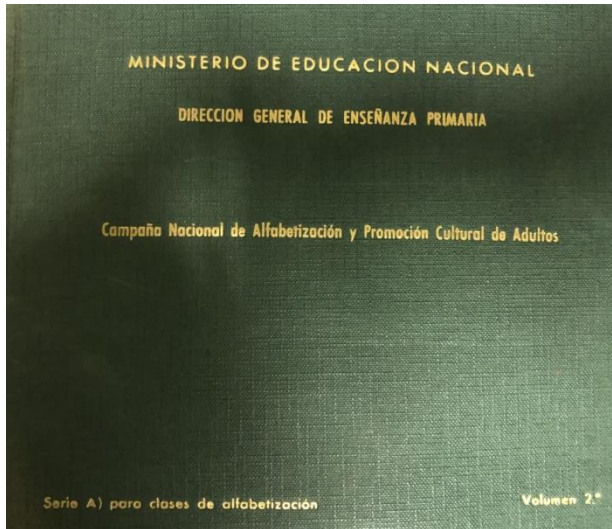 MINISTERIO DE EDUCACION NACIONAL
DIRECCION GENERAL DE ENSEÑANZA PRIMARIA
Campaña Nacional de Alfabetización y Promoción Cultural de Adultos
Serie A) para clases de alfabetización Volumen 2.º